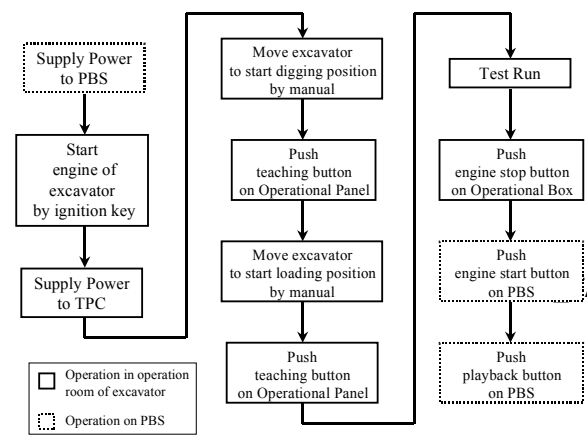 Supply Power
to PBS
Start
engine of
excavator
by ignition key
Supply Power
to TPC
Move excavator
to start digging position
by manual
Push
teaching button
on Operational Panel
Move excavator
to start loading position
by manual
Push
teaching button
on Operational Panel
Test Run
Push
engine stop button
on Operational Box
Push
engine start button
on PBS
Push
playback button
on PBS
Operation in operation
room of excavator
Operation on PBS